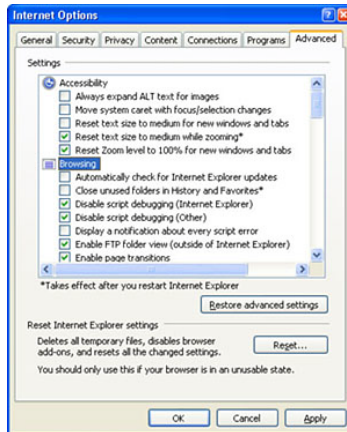 Internet Options
General Security Privacy Content Connections Programs Advanced
Settings
Accessibility
Always expand ALT text for images
Move system caret with focus/selection changes
Reset text size to medium for new windows and tabs
Reset text size to medium while zooming*
Reset Zoom level to 100% for new windows and tabs
Browsing
Automatically check for Internet Explorer updates
Close unused folders in History and Favorites*
Disable script debugging (Internet Explorer)
Disable script debugging (Other)
Display a notification about every script error
Enable FTP folder view (outside of Internet Explorer)
Enable page transitions
*Takes effect after you restart Internet Explorer
Restore advanced settings
Reset Internet Explorer settings
Deletes all temporary files, disables browser
add-ons, and resets all the changed settings.
Reset...
You should only use this if your browser is in an unusable state.
OK Cancel Apply